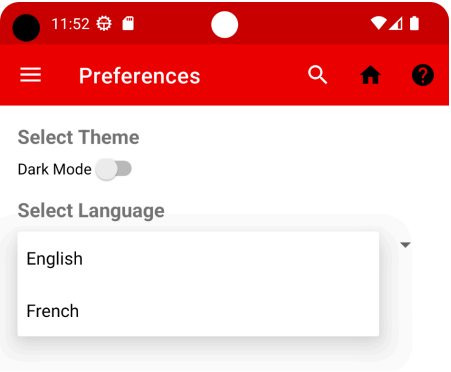 11:52
Preferences
Select Theme
Dark Mode
Select Language
English
French